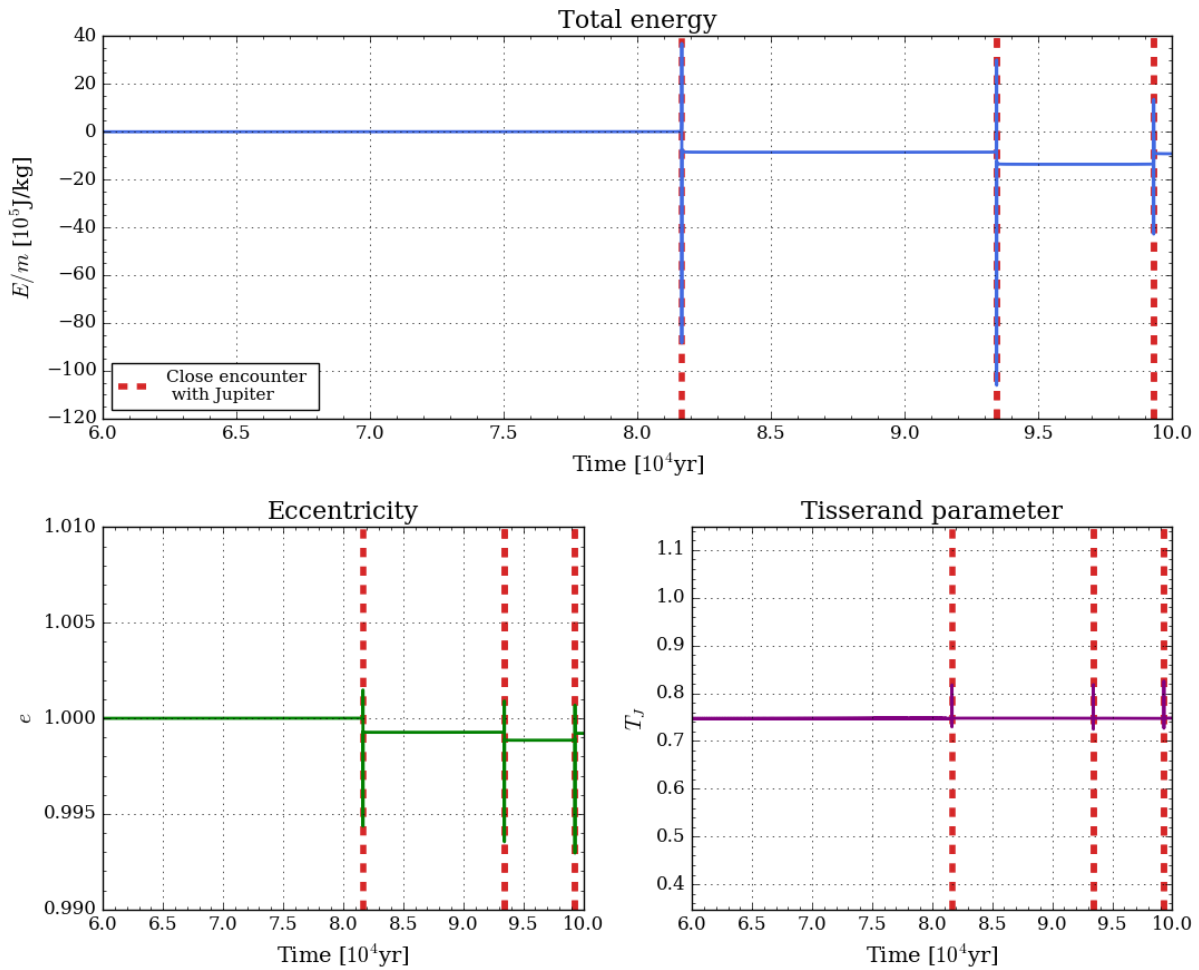 Total energy
40
20
0
−20
−40
−60
−80
−100
−120
E/m [10⁵J/kg]
Close encounter
with Jupiter
6.0 6.5 7.0 7.5 8.0 8.5 9.0 9.5 10.0
Time [10⁴yr]
Eccentricity
1.010
1.005
1.000
0.995
0.990
e
6.0 6.5 7.0 7.5 8.0 8.5 9.0 9.5 10.0
Time [10⁴yr]
Tisserand parameter
1.1
1.0
0.9
0.8
0.7
0.6
0.5
0.4
T_J
6.0 6.5 7.0 7.5 8.0 8.5 9.0 9.5 10.0
Time [10⁴yr]